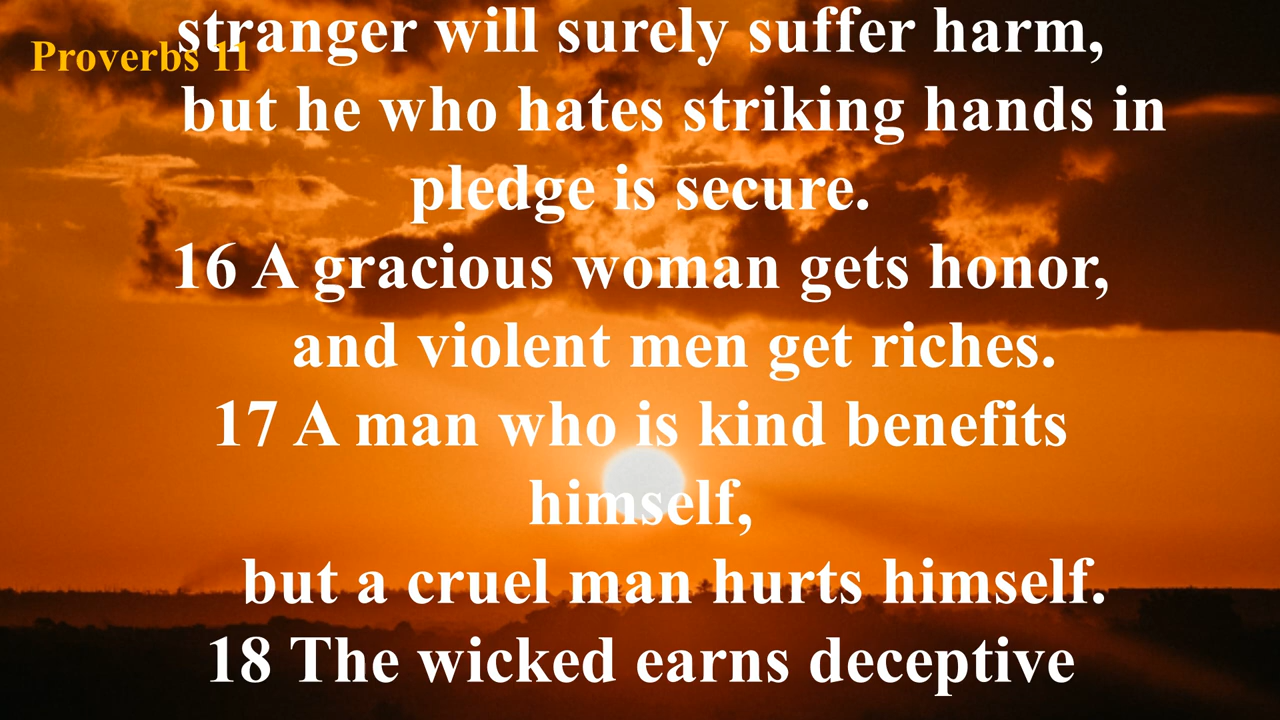 Proverbs 11
stranger will surely suffer harm,
but he who hates striking hands in
pledge is secure.
16 A gracious woman gets honor,
and violent men get riches.
17 A man who is kind benefits
himself,
but a cruel man hurts himself.
18 The wicked earns deceptive